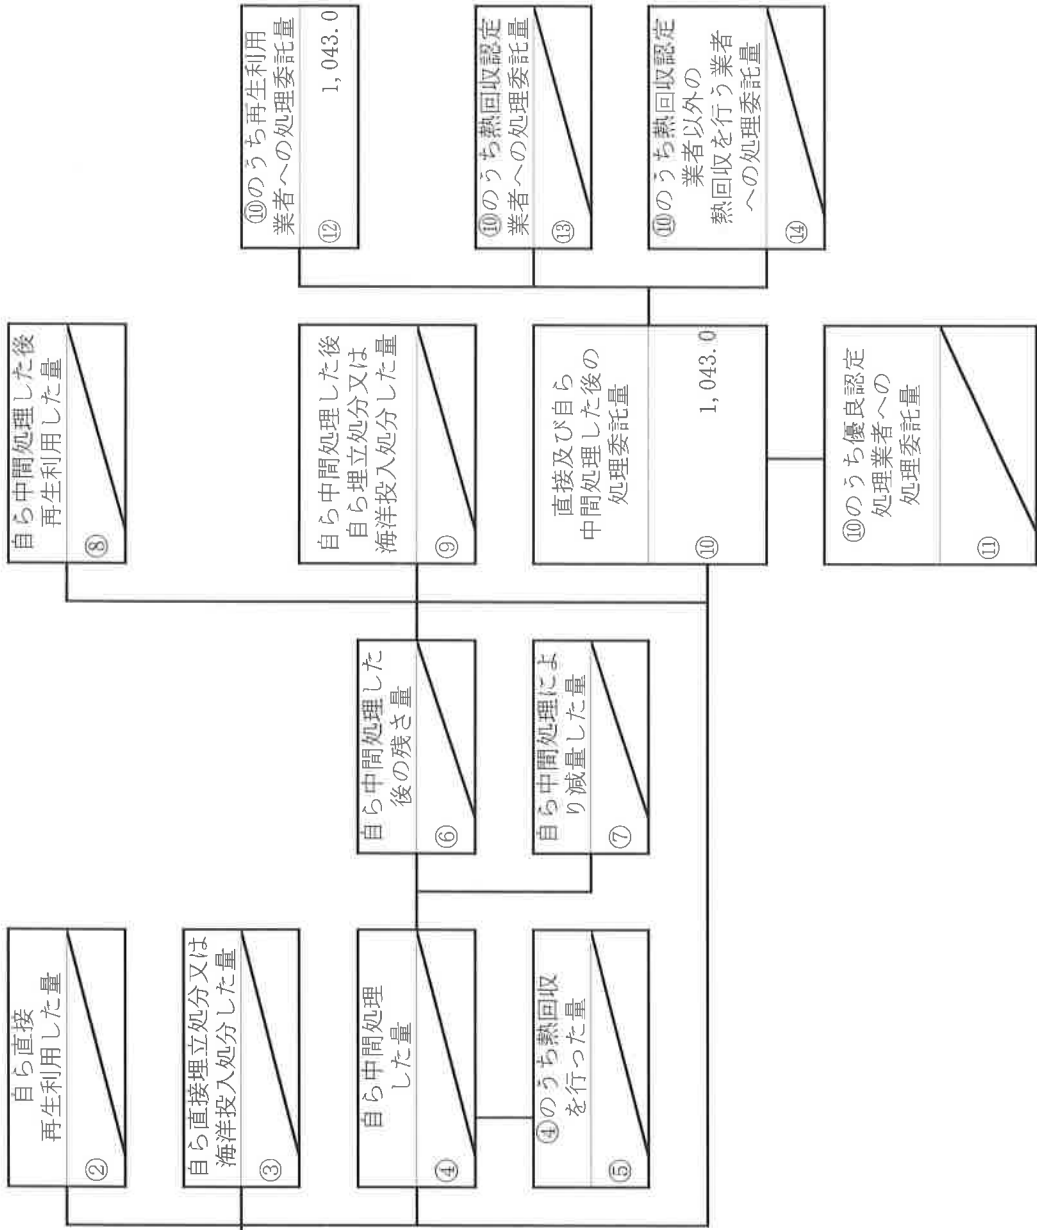 自ら直接
再生利用した量
②
自ら直接埋立処分又は
海洋投入処分した量
③
自ら中間処理
した量
④
④のうち熱回収
を行った量
⑤
自ら中間処理した
後の残さ量
⑥
自ら中間処理によ
り減量した量
⑦
自ら中間処理した後
再生利用した量
⑧
自ら中間処理した後
自ら埋立処分又は
海洋投入処分した量
⑨
直接及び自ら
中間処理した後の
処理委託量
⑩ 1,043.0
⑩のうち優良認定
処理業者への
処理委託量
⑪
⑩のうち再生利用
業者への処理委託量
⑫ 1,043.0
⑩のうち熱回収認定
業者への処理委託量
⑬
⑩のうち熱回収認定
業者以外の
熱回収を行う業者
への処理委託量
⑭